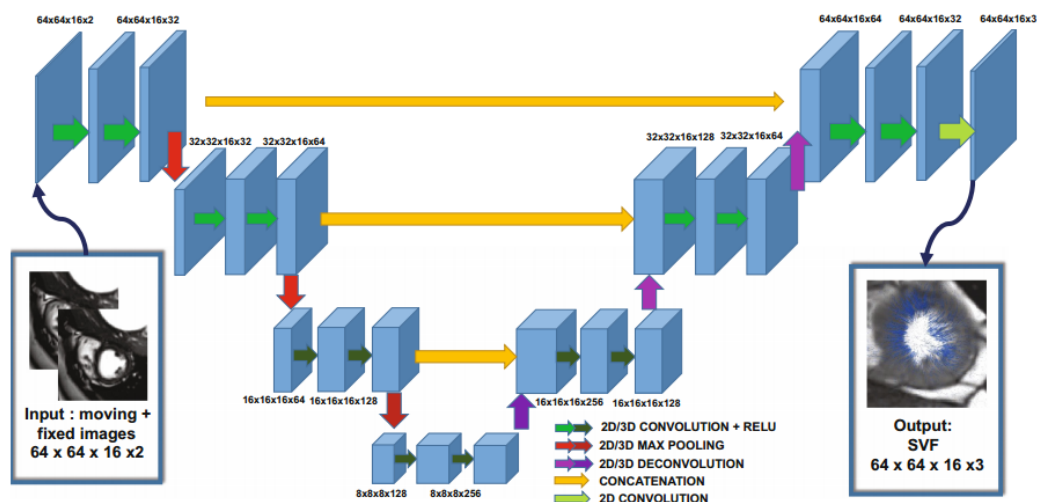 64x64x16x2
64x64x16x32
64x64x16x64
64x64x16x32
64x64x16x3
32x32x16x32
32x32x16x64
32x32x16x128
32x32x16x64
16x16x16x64
16x16x16x128
16x16x16x256
16x16x16x128
8x8x8x128
8x8x8x256
Input : moving +
fixed images
64 x 64 x 16 x2
2D/3D CONVOLUTION + RELU
2D/3D MAX POOLING
2D/3D DECONVOLUTION
CONCATENATION
2D CONVOLUTION
Output:
SVF
64 x 64 x 16 x3